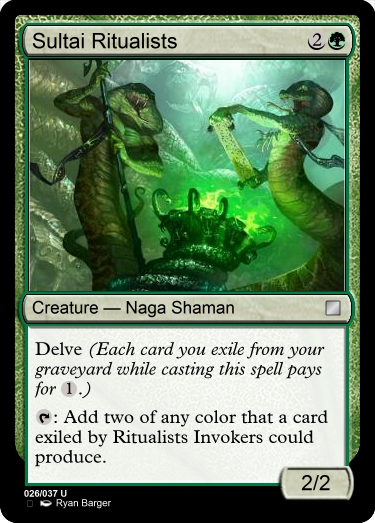 Sultai Ritualists 2
Creature — Naga Shaman
Delve (Each card you exile from your
graveyard while casting this spell pays
for 1.)
: Add two of any color that a card
exiled by Ritualists Invokers could
produce.
2/2
026/037 U
Ryan Barger